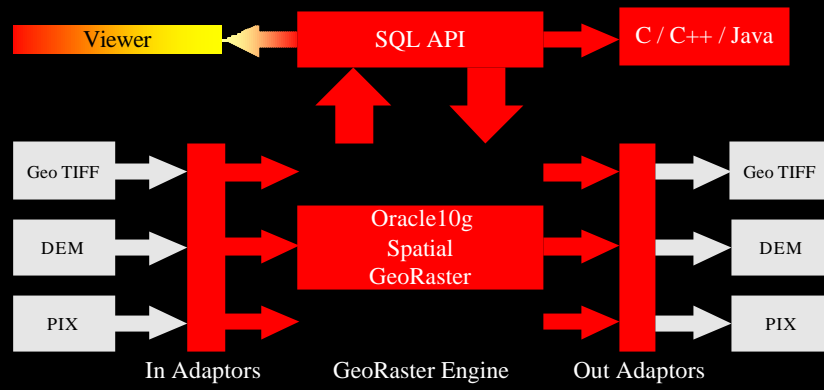 Viewer
SQL API
C / C++ / Java
Geo TIFF
Geo TIFF
Oracle10g
Spatial
GeoRaster
DEM
DEM
PIX
PIX
In Adaptors
GeoRaster Engine
Out Adaptors